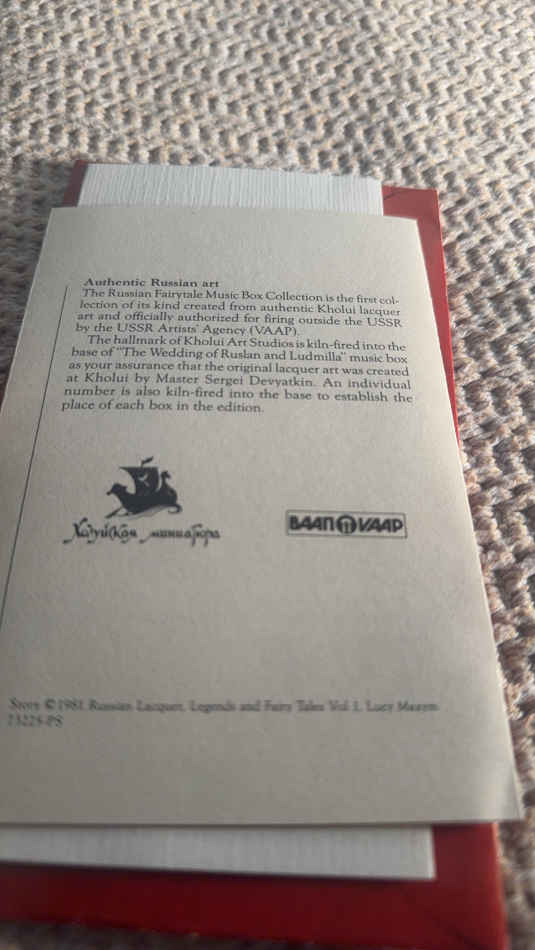 Authentic Russian art
The Russian Fairytale Music Box Collection is the first col-
lection of its kind created from authentic Kholui lacquer
art and officially authorized for firing outside the USSR
by the USSR Artists' Agency (VAAP).
The hallmark of Kholui Art Studios is kiln-fired into the
base of "The Wedding of Ruslan and Ludmilla" music box
as your assurance that the original lacquer art was created
at Kholui by Master Sergei Devyatkin. An individual
number is also kiln-fired into the base to establish the
place of each box in the edition.
Холуйская миниатюра
ВААП VAAP
Story © 1981, Russian Lacquer, Legends and Fairy Tales Vol 1, Lucy Maxym
73225-PS